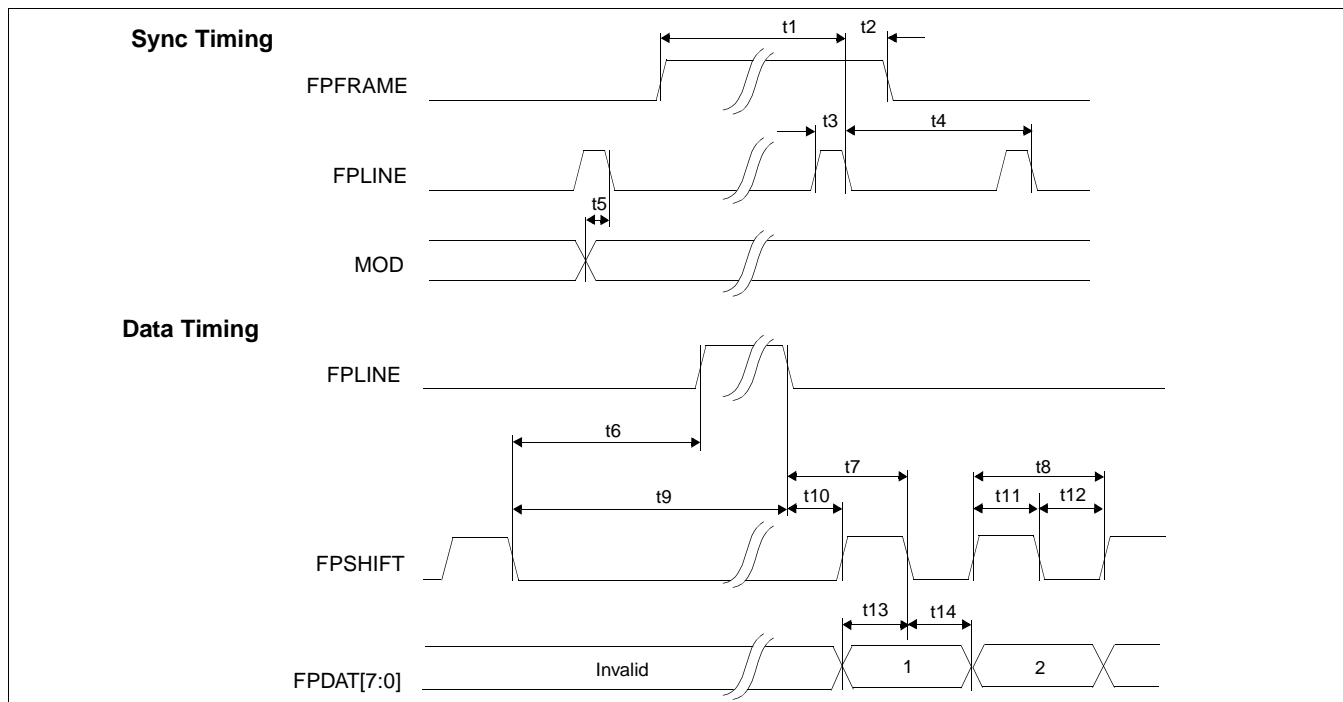 Sync Timing
t1
t2
FPFRAME
t3
t4
FPLINE
t5
MOD
Data Timing
FPLINE
t6
t7
t8
t9
t10
t11
t12
FPSHIFT
t13
t14
FPDAT[7:0]
Invalid
1
2